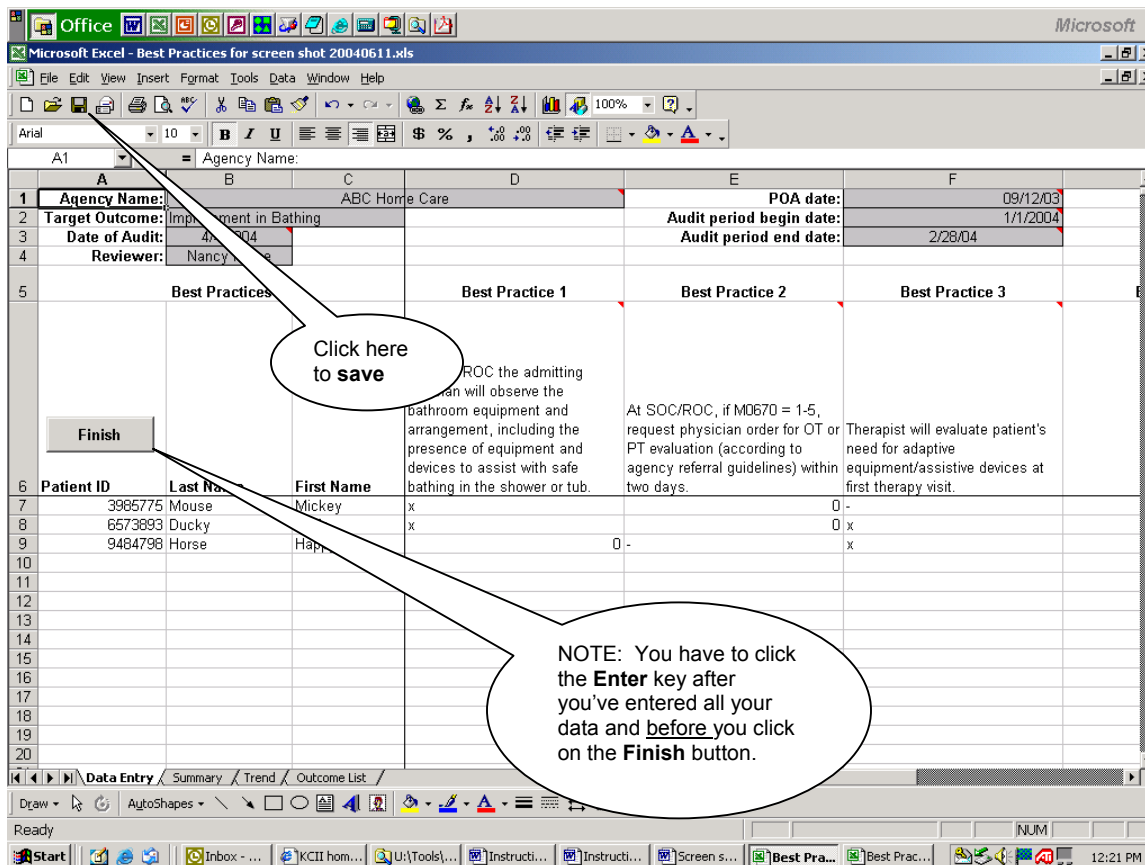 Office
Microsoft
Microsoft Excel - Best Practices for screen shot 20040611.xls
File Edit View Insert Format Tools Data Window Help
100%
Arial 10 B I U $ % ,
A1 = Agency Name:
A B C D E F
1 Agency Name: ABC Home Care POA date: 09/12/03
2 Target Outcome: Improvement in Bathing Audit period begin date: 1/1/2004
3 Date of Audit: Audit period end date: 2/28/04
4 Reviewer: Nancy
5 Best Practices Best Practice 1 Best Practice 2 Best Practice 3
Click here
to save
ROC the admitting
will observe the
bathroom equipment and
arrangement, including the
presence of equipment and
devices to assist with safe
bathing in the shower or tub.
At SOC/ROC, if M0670 = 1-5,
request physician order for OT or
PT evaluation (according to
agency referral guidelines) within
two days.
Therapist will evaluate patient's
need for adaptive
equipment/assistive devices at
first therapy visit.
Finish
6 Patient ID Last Name First Name
7 3985775 Mouse Mickey x 0 -
8 6573893 Ducky x 0 x
9 9484798 Horse Happy 0 - x
10
11
12
13
14
15
16
17
18
19
20
NOTE: You have to click
the Enter key after
you've entered all your
data and before you click
on the Finish button.
Data Entry Summary Trend Outcome List
Draw AutoShapes
Ready NUM
Start Inbox - ... KCII hom... U:\Tools\... Instructi... Instructi... Screen s... Best Pra... Best Prac... 12:21 PM